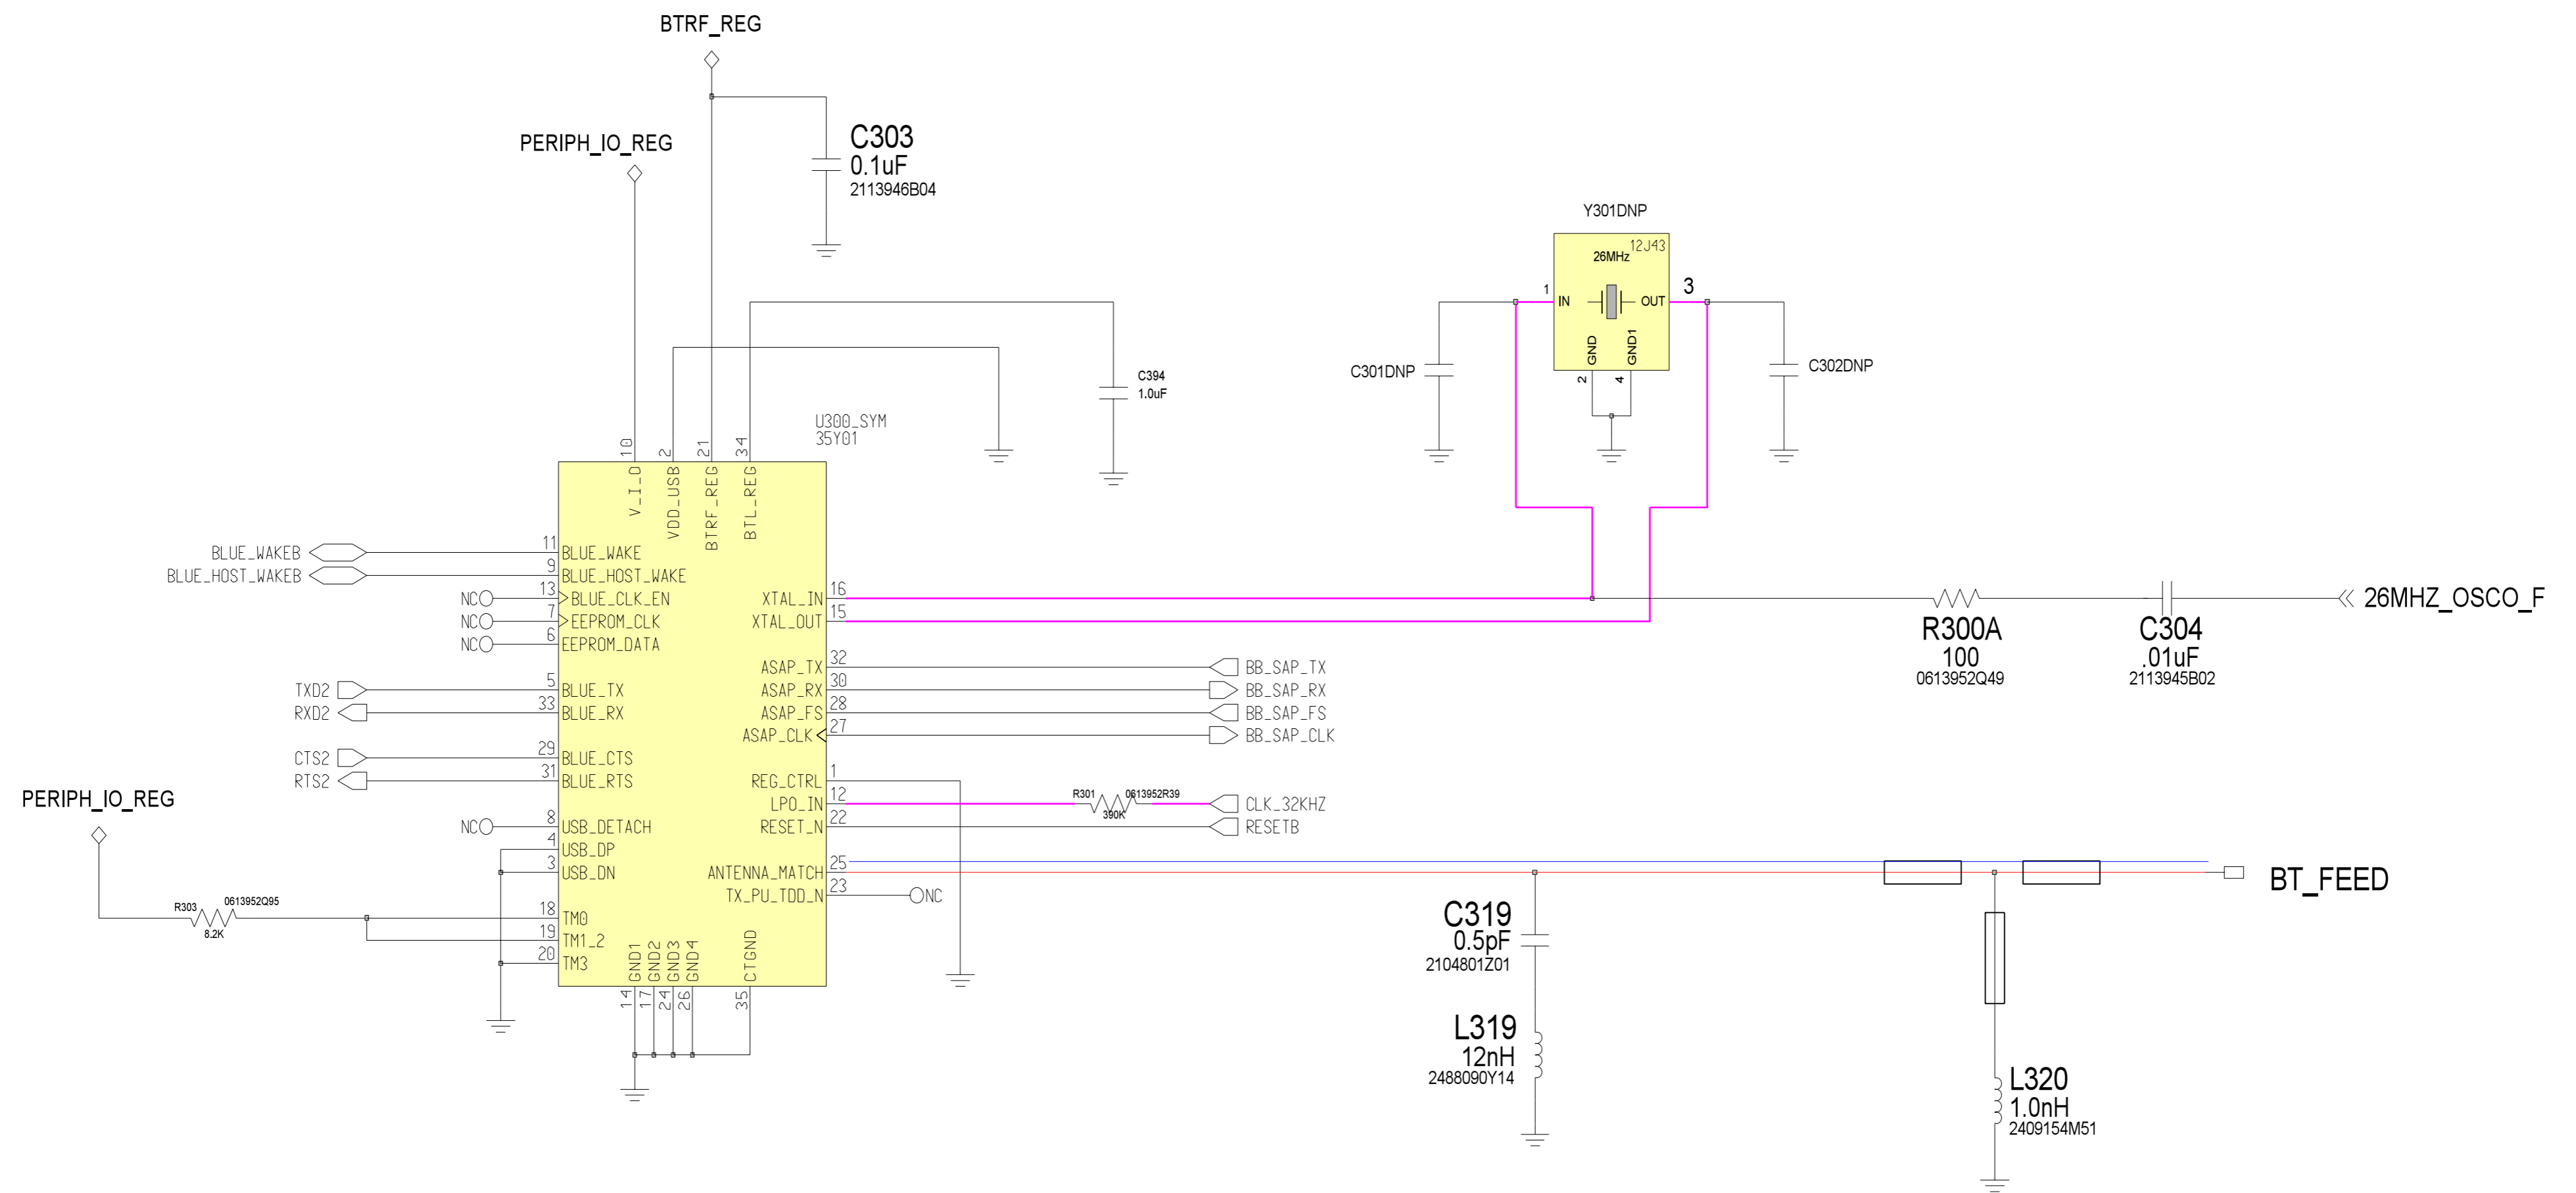 BTRF_REG
PERIPH_IO_REG
C303
0.1uF
2113946B04
Y301DNP
12J43
26MHz
1
IN
OUT
3
GND
GND1
2
4
C301DNP
C302DNP
C394
1.0uF
U300_SYM
35Y01
10
2
21
34
V_I_O
VDD_USB
BTRF_REG
BTL_REG
BLUE_WAKEB
11
BLUE_WAKE
BLUE_HOST_WAKEB
9
BLUE_HOST_WAKE
NC
13
BLUE_CLK_EN
NC
7
EEPROM_CLK
NC
6
EEPROM_DATA
TXD2
5
BLUE_TX
RXD2
33
BLUE_RX
CTS2
29
BLUE_CTS
RTS2
31
BLUE_RTS
NC
8
USB_DETACH
4
USB_DP
3
USB_DN
PERIPH_IO_REG
R303
0613952Q95
8.2K
18
TM0
19
TM1_2
20
TM3
XTAL_IN
16
XTAL_OUT
15
R300A
100
0613952Q49
C304
.01uF
2113945B02
26MHZ_OSCO_F
ASAP_TX
32
BB_SAP_TX
ASAP_RX
30
BB_SAP_RX
ASAP_FS
28
BB_SAP_FS
ASAP_CLK
27
BB_SAP_CLK
REG_CTRL
1
LPO_IN
12
R301
0613952R39
390K
CLK_32KHZ
RESET_N
22
RESETB
ANTENNA_MATCH
25
BT_FEED
TX_PU_TDD_N
23
NC
GND1
GND2
GND3
GND4
CTGND
14
17
24
26
35
C319
0.5pF
2104801Z01
L319
12nH
2488090Y14
L320
1.0nH
2409154M51